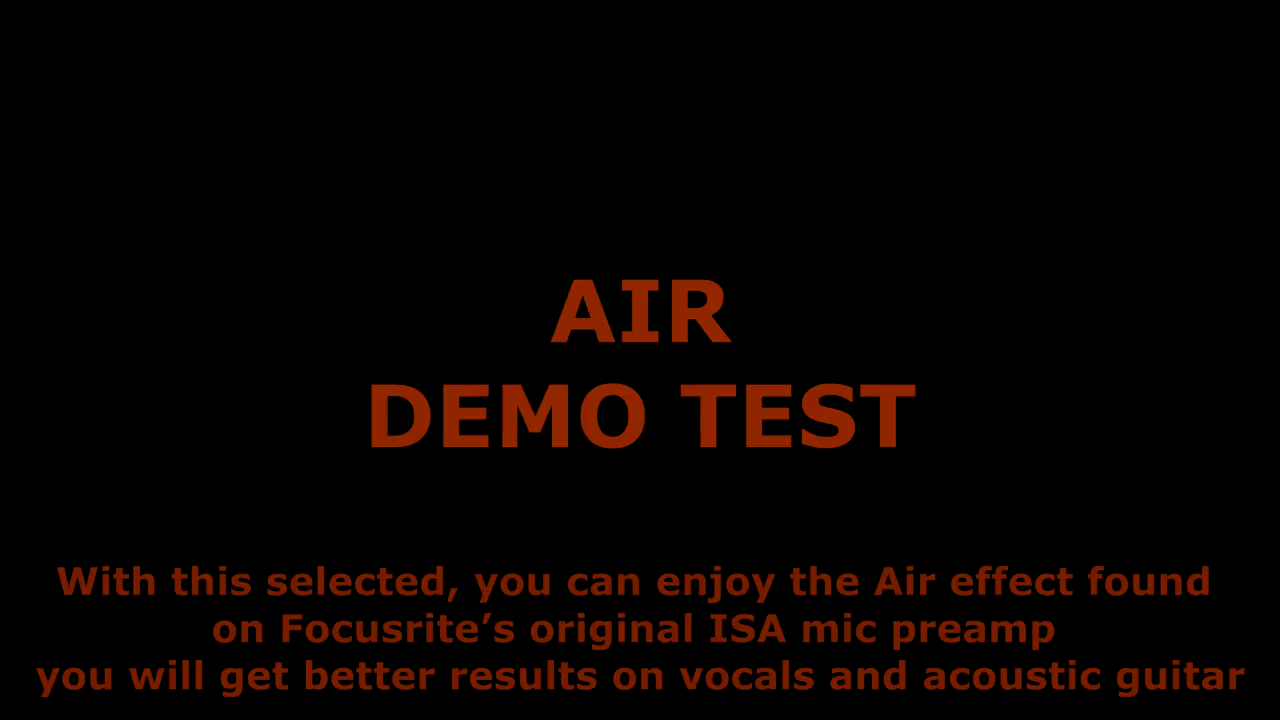 AIR
DEMO TEST
With this selected, you can enjoy the Air effect found
on Focusrite’s original ISA mic preamp
you will get better results on vocals and acoustic guitar